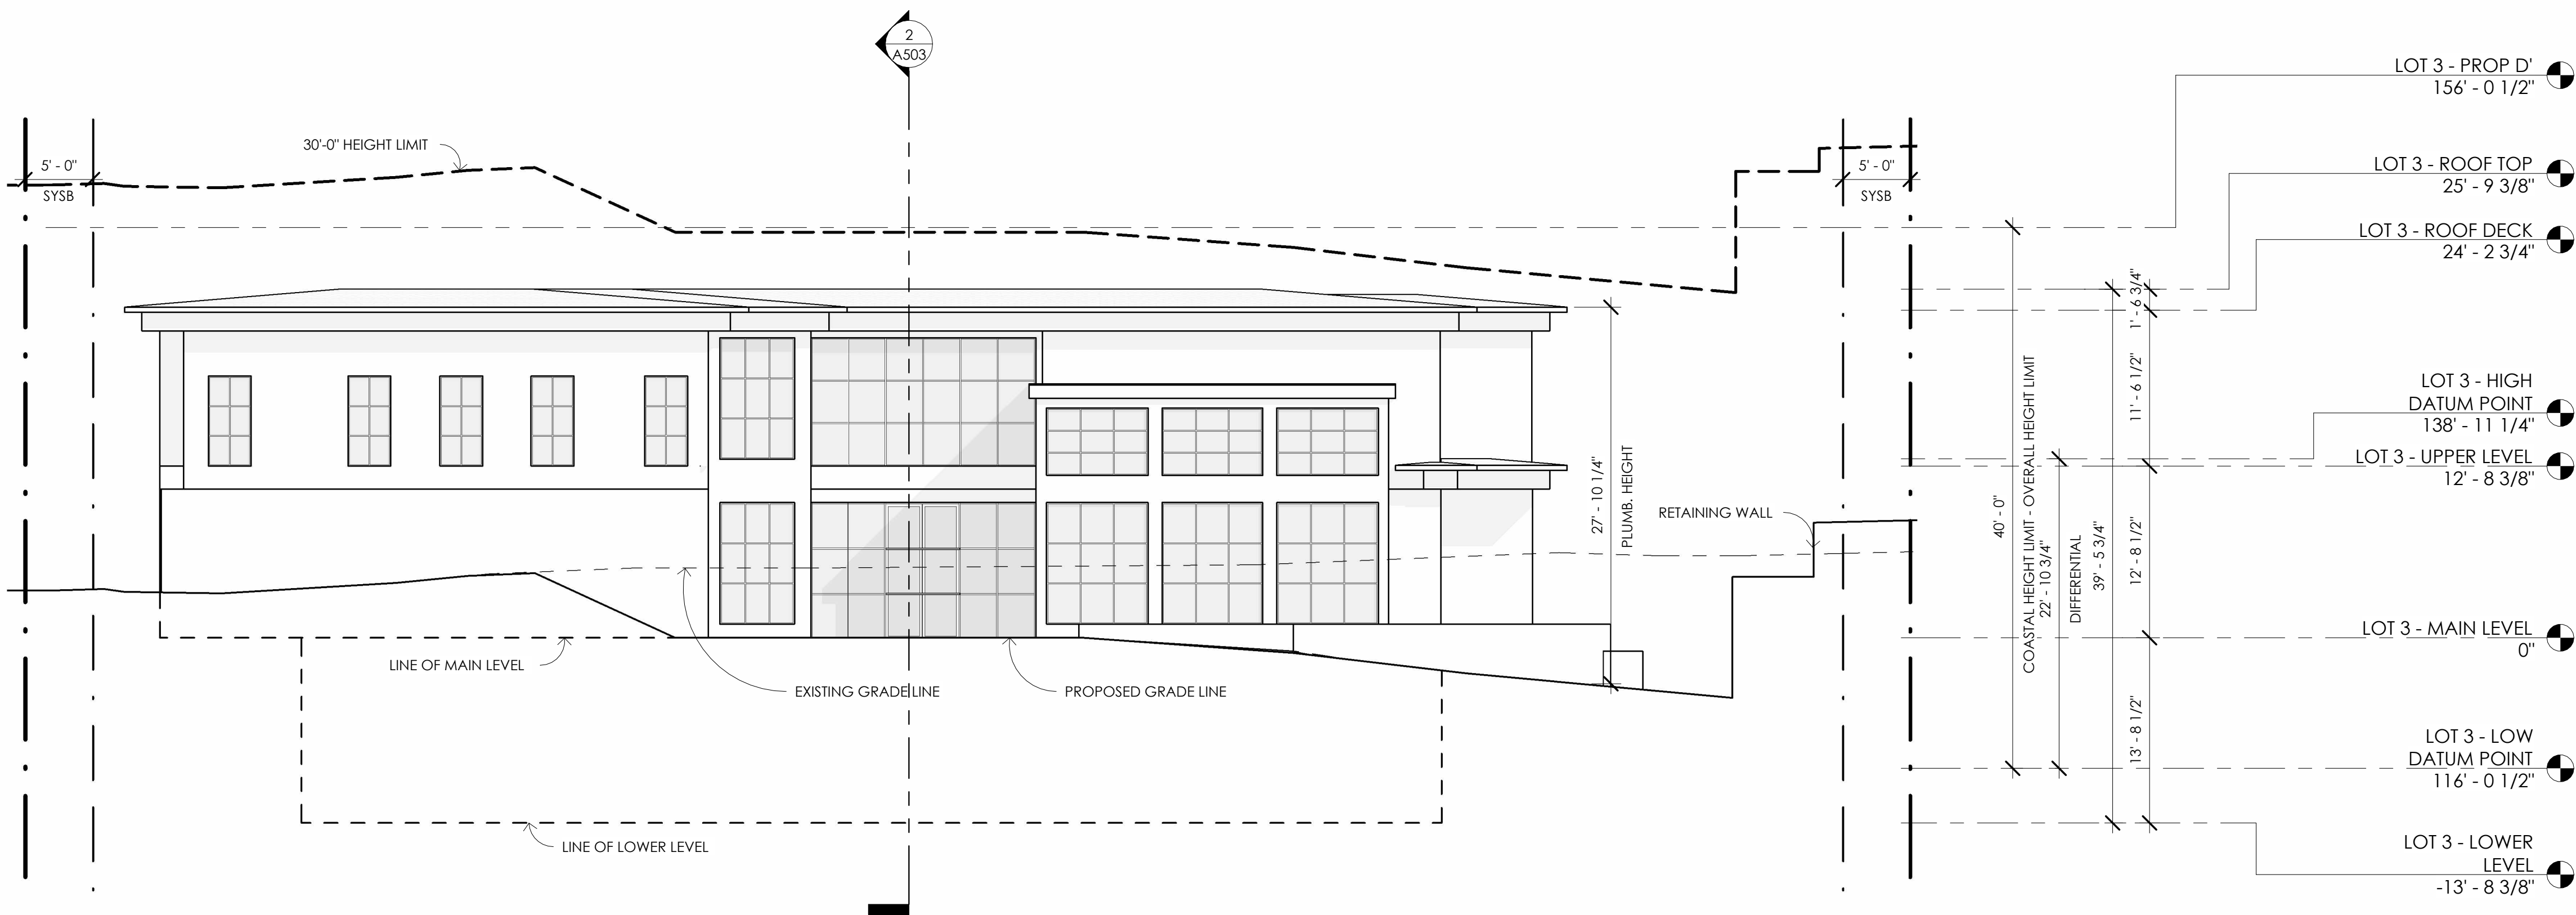 2
A503
LOT 3 - PROP D'
156' - 0 1/2"
30'-0" HEIGHT LIMIT
5' - 0"
SYSB
5' - 0"
SYSB
LOT 3 - ROOF TOP
25' - 9 3/8"
LOT 3 - ROOF DECK
24' - 2 3/4"
1' - 6 3/4"
11' - 6 1/2"
LOT 3 - HIGH
DATUM POINT
138' - 11 1/4"
LOT 3 - UPPER LEVEL
12' - 8 3/8"
27' - 10 1/4"
PLUMB. HEIGHT
RETAINING WALL
40' - 0"
COASTAL HEIGHT LIMIT - OVERALL HEIGHT LIMIT
22' - 10 3/4"
DIFFERENTIAL
39' - 5 3/4"
12' - 8 1/2"
LOT 3 - MAIN LEVEL
0"
LINE OF MAIN LEVEL
EXISTING GRADE LINE
PROPOSED GRADE LINE
13' - 8 1/2"
LOT 3 - LOW
DATUM POINT
116' - 0 1/2"
LINE OF LOWER LEVEL
LOT 3 - LOWER
LEVEL
-13' - 8 3/8"